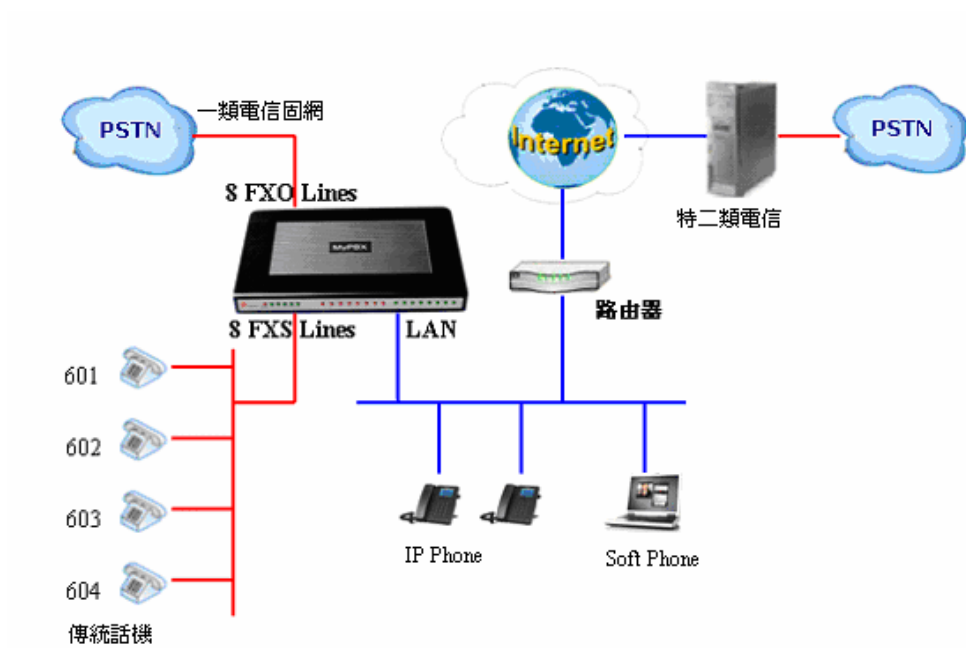 PSTN
一類電信固網
Internet
PSTN
特二類電信
8 FXO Lines
MyPBX
路由器
8 FXS Lines
LAN
601
602
603
604
傳統話機
IP Phone
Soft Phone